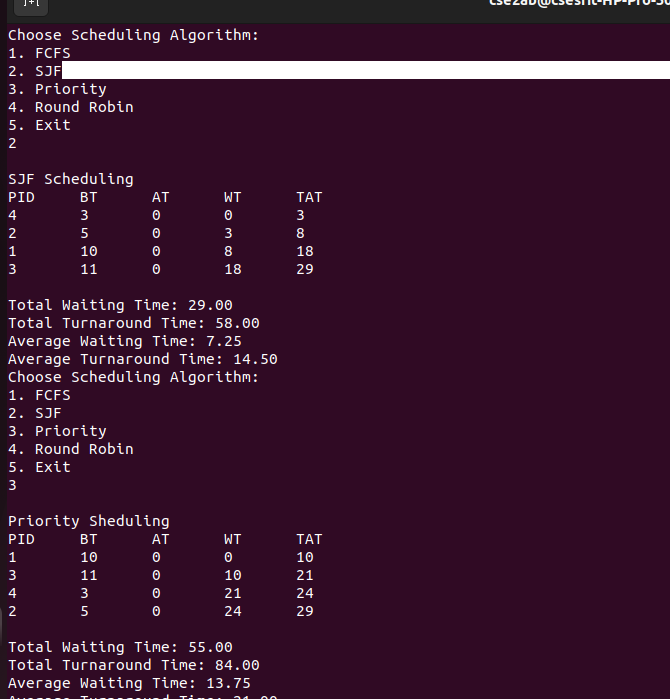 Choose Scheduling Algorithm:
1. FCFS
2. SJF
3. Priority
4. Round Robin
5. Exit
2
SJF Scheduling
PID BT AT WT TAT
4 3 0 0 3
2 5 0 3 8
1 10 0 8 18
3 11 0 18 29
Total Waiting Time: 29.00
Total Turnaround Time: 58.00
Average Waiting Time: 7.25
Average Turnaround Time: 14.50
Choose Scheduling Algorithm:
1. FCFS
2. SJF
3. Priority
4. Round Robin
5. Exit
3
Priority Sheduling
PID BT AT WT TAT
1 10 0 0 10
3 11 0 10 21
4 3 0 21 24
2 5 0 24 29
Total Waiting Time: 55.00
Total Turnaround Time: 84.00
Average Waiting Time: 13.75